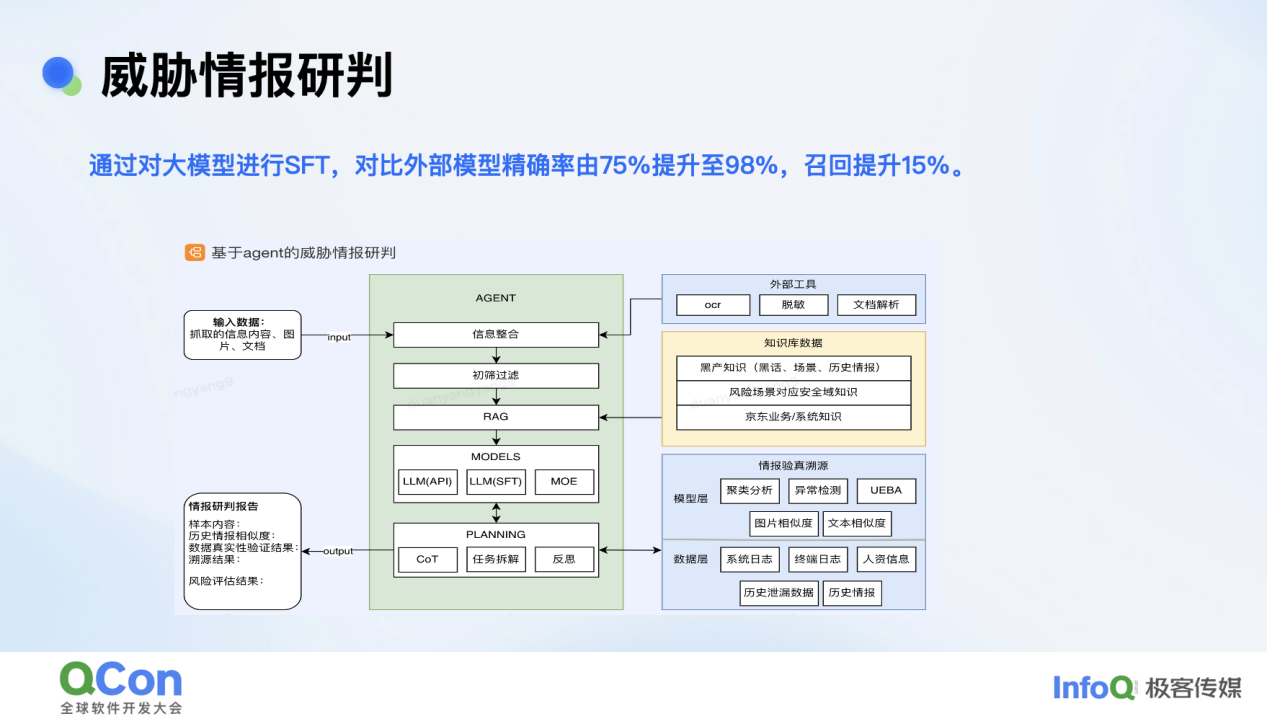 威胁情报研判
通过对大模型进行SFT，对比外部模型精确率由75%提升至98%，召回提升15%。
基于agent的威胁情报研判
输入数据：
抓取的信息内容、图
片、文档
input
AGENT
信息整合
初筛过滤
RAG
MODELS
LLM(API)
LLM(SFT)
MOE
PLANNING
CoT
任务拆解
反思
外部工具
ocr
脱敏
文档解析
知识库数据
黑产知识（黑话、场景、历史情报）
风险场景对应安全域知识
京东业务/系统知识
情报验真溯源
模型层
聚类分析
异常检测
UEBA
图片相似度
文本相似度
数据层
系统日志
终端日志
人资信息
历史泄漏数据
历史情报
output
情报研判报告
样本内容：
历史情报相似度：
数据真实性验证结果：
溯源结果：
风险评估结果：
ngyang9
QCon
全球软件开发大会
InfoQ 极客传媒